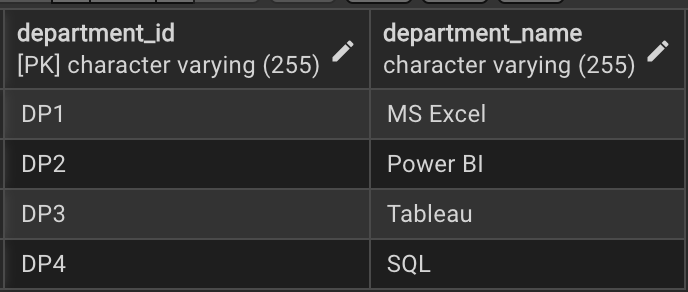 department_id department_name
[PK] character varying (255) character varying (255)
DP1 MS Excel
DP2 Power BI
DP3 Tableau
DP4 SQL